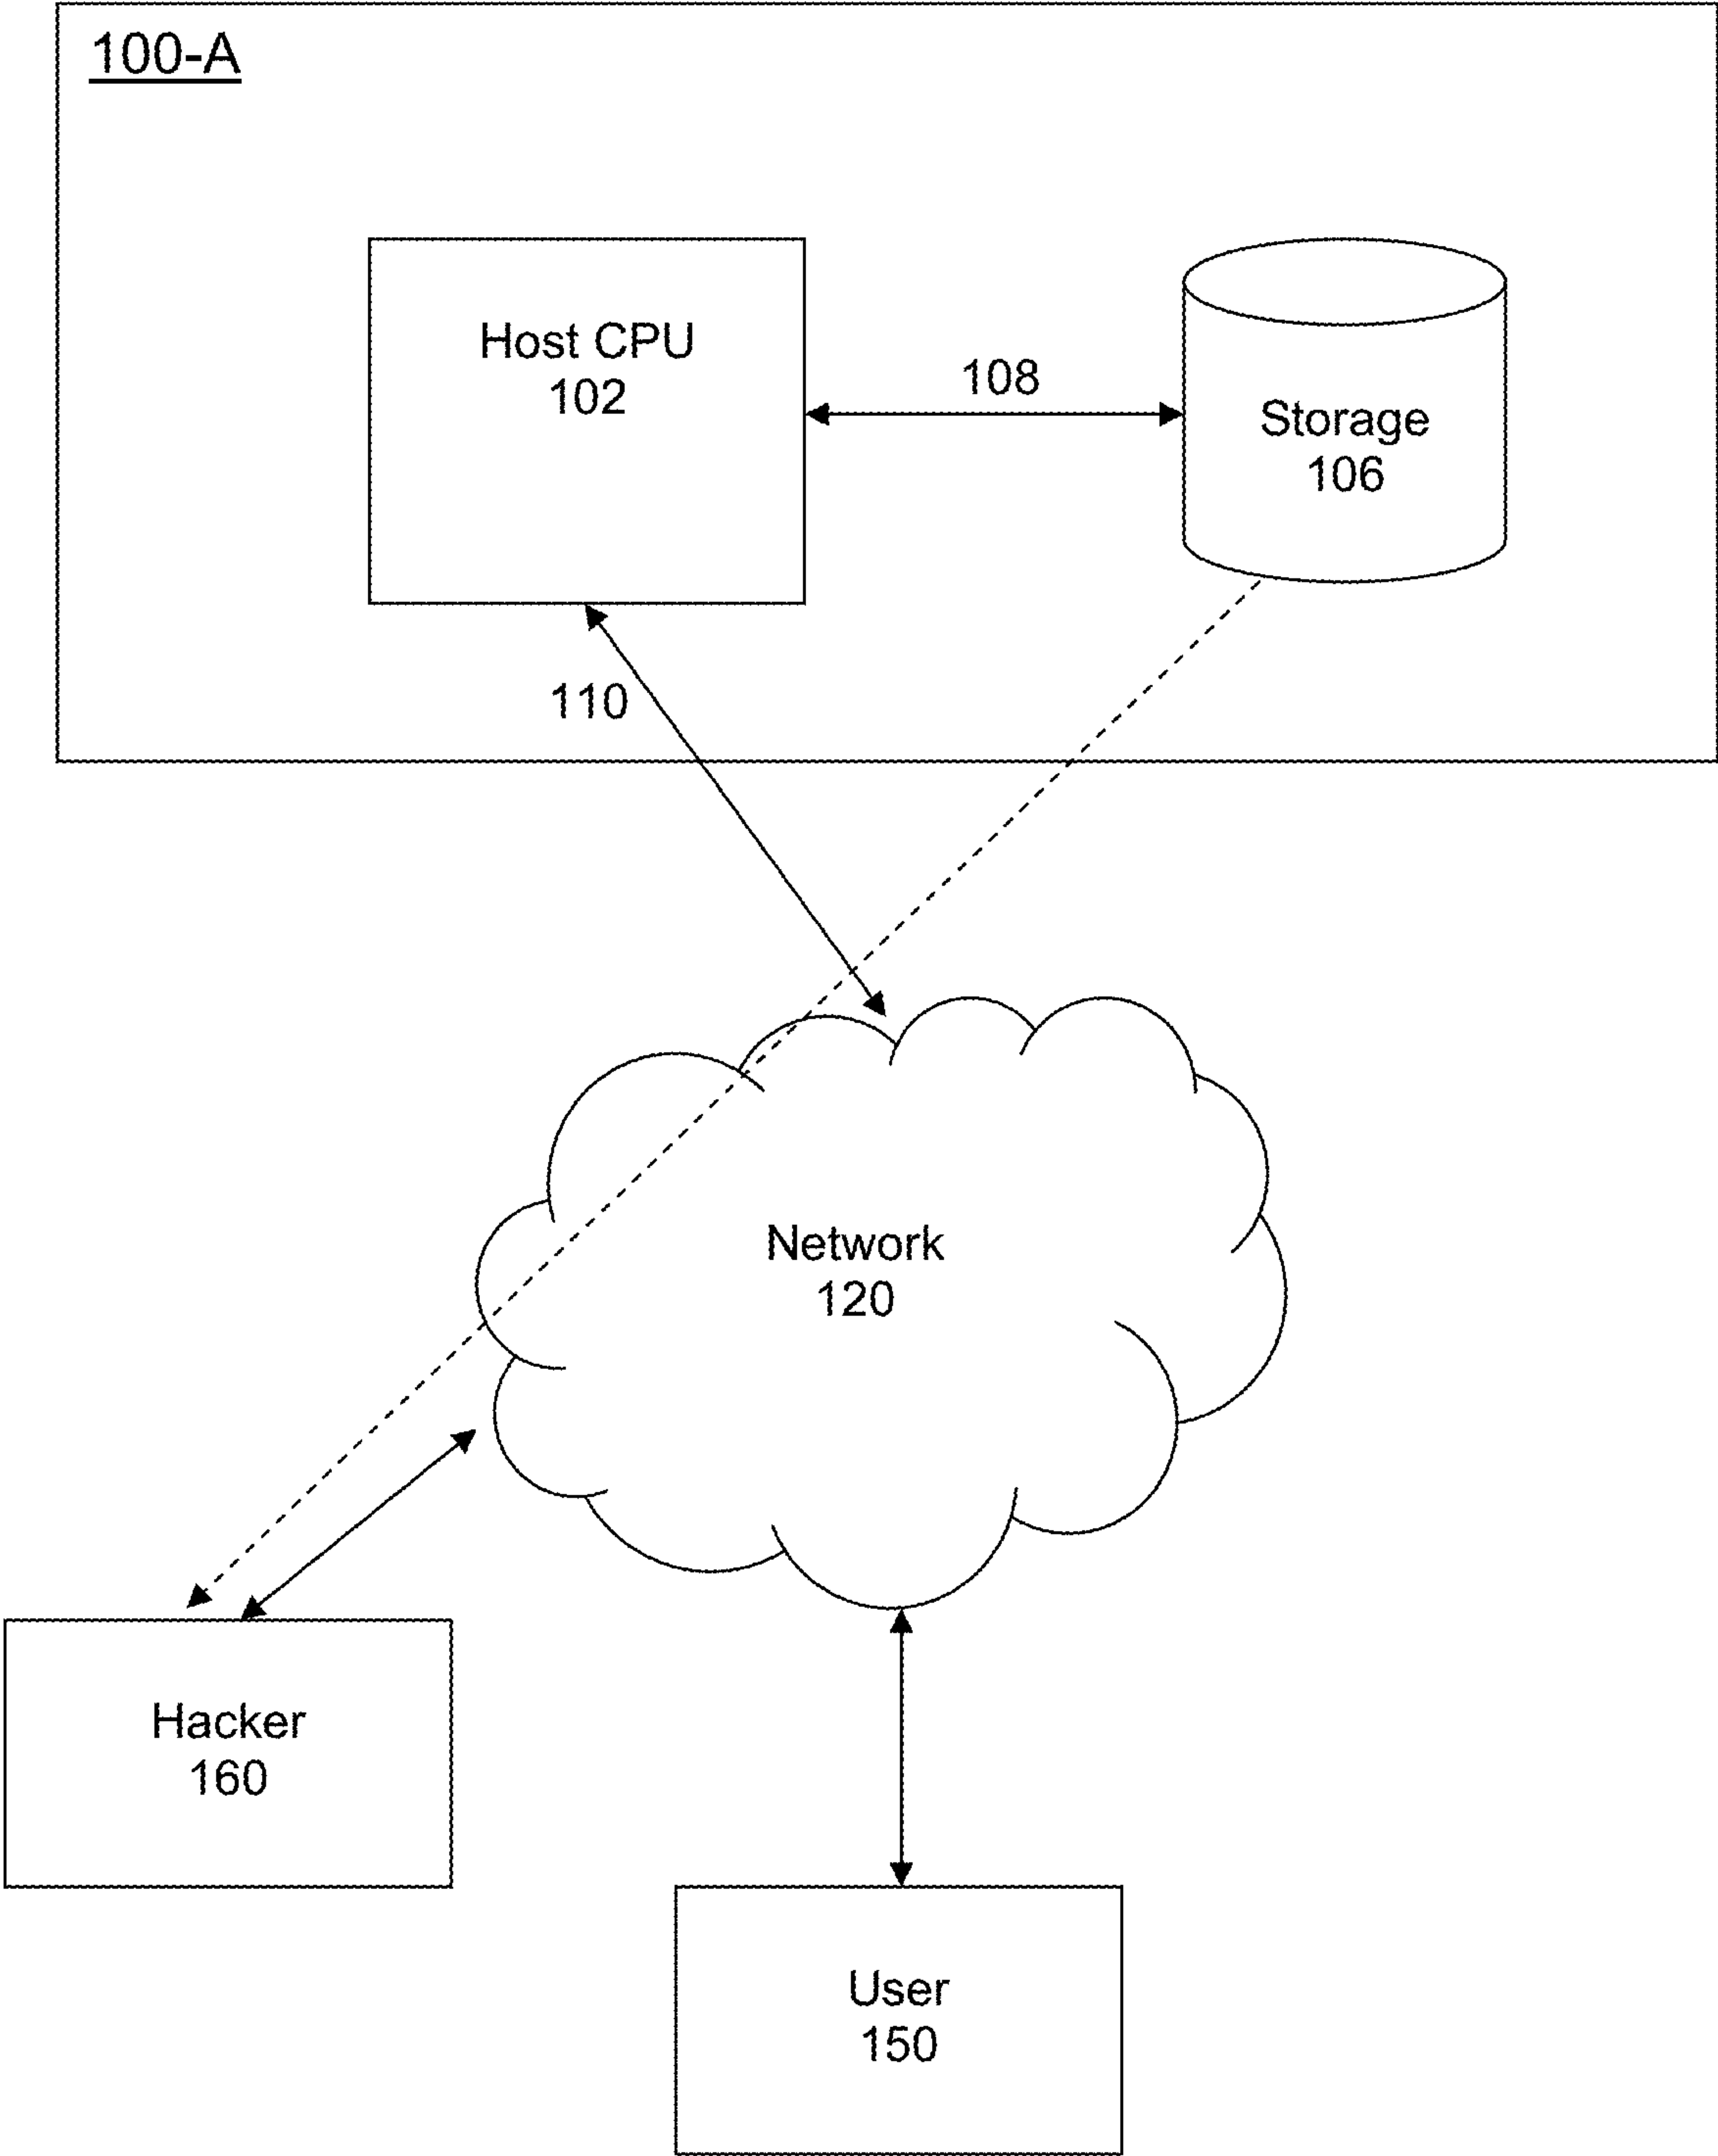 100-A
Host CPU
102
108
Storage
106
110
Network
120
Hacker
160
User
150